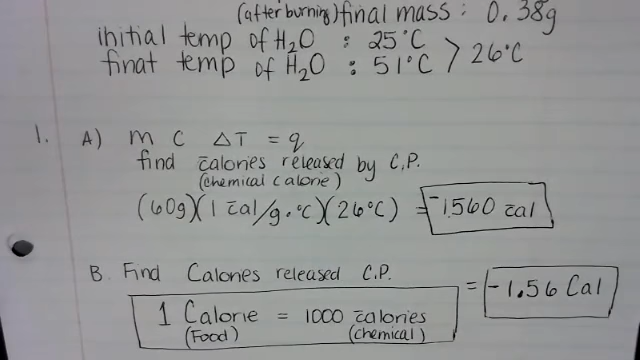 (after burning) final mass : 0.38g
initial temp of H₂O : 25°C
final temp of H₂O : 51°C > 26°C
1. A) m C ΔT = q
find calories released by C.P.
(chemical calorie)
(60g)(1 cal/g·°C)(26°C) = -1560 cal
B. Find Calories released C.P.
= -1.56 Cal
1 Calorie = 1000 calories
(Food) (chemical)